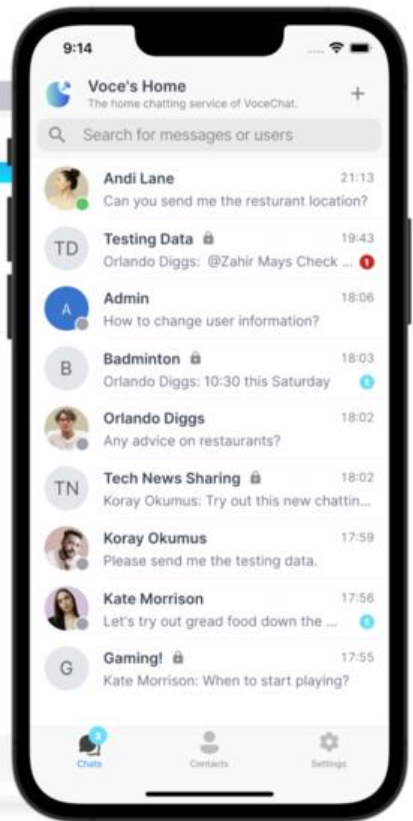 9:14
Voce's Home
The home chatting service of VoceChat.
+
Search for messages or users
Andi Lane 21:13
Can you send me the resturant location?
TD Testing Data 19:43
Orlando Diggs: @Zahir Mays Check ... 1
A Admin 18:06
How to change user information?
B Badminton 18:03
Orlando Diggs: 10:30 this Saturday
Orlando Diggs 18:02
Any advice on restaurants?
TN Tech News Sharing 18:02
Koray Okumus: Try out this new chattin...
Koray Okumus 17:59
Please send me the testing data.
Kate Morrison 17:56
Let's try out gread food down the ...
G Gaming! 17:55
Kate Morrison: When to start playing?
3
Chats Contacts Settings